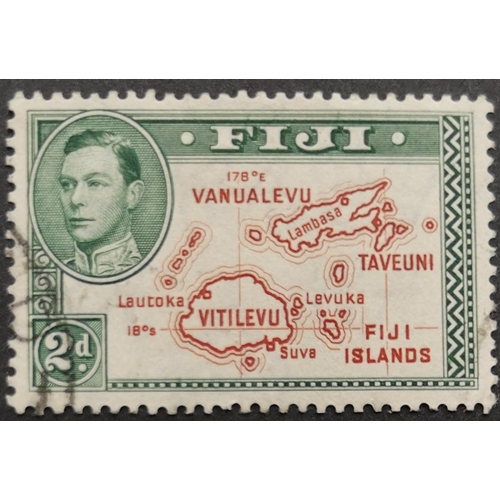 FIJI
178°E
VANUALEVU
Lambasa
TAVEUNI
Lautoka
Levuka
VITILEVU
18°S
FIJI
ISLANDS
Suva
2d.